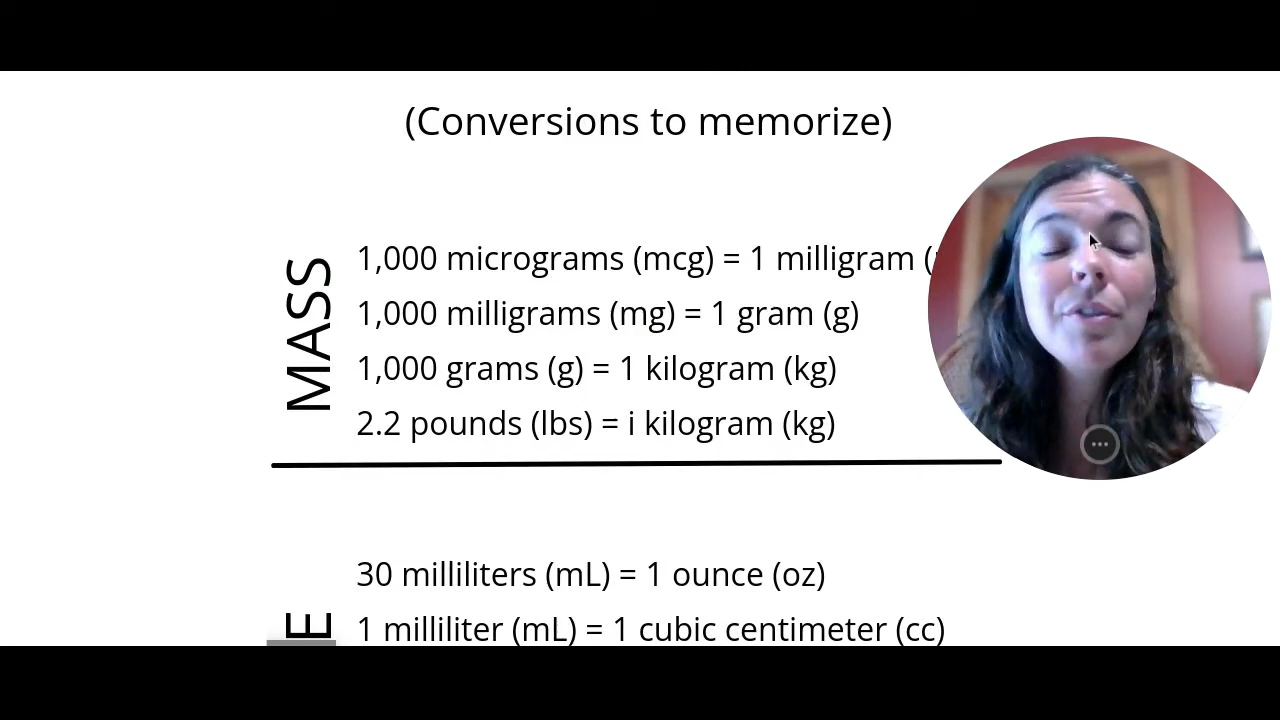 (Conversions to memorize)
MASS
1,000 micrograms (mcg) = 1 milligram (
1,000 milligrams (mg) = 1 gram (g)
1,000 grams (g) = 1 kilogram (kg)
2.2 pounds (lbs) = i kilogram (kg)
30 milliliters (mL) = 1 ounce (oz)
E
1 milliliter (mL) = 1 cubic centimeter (cc)